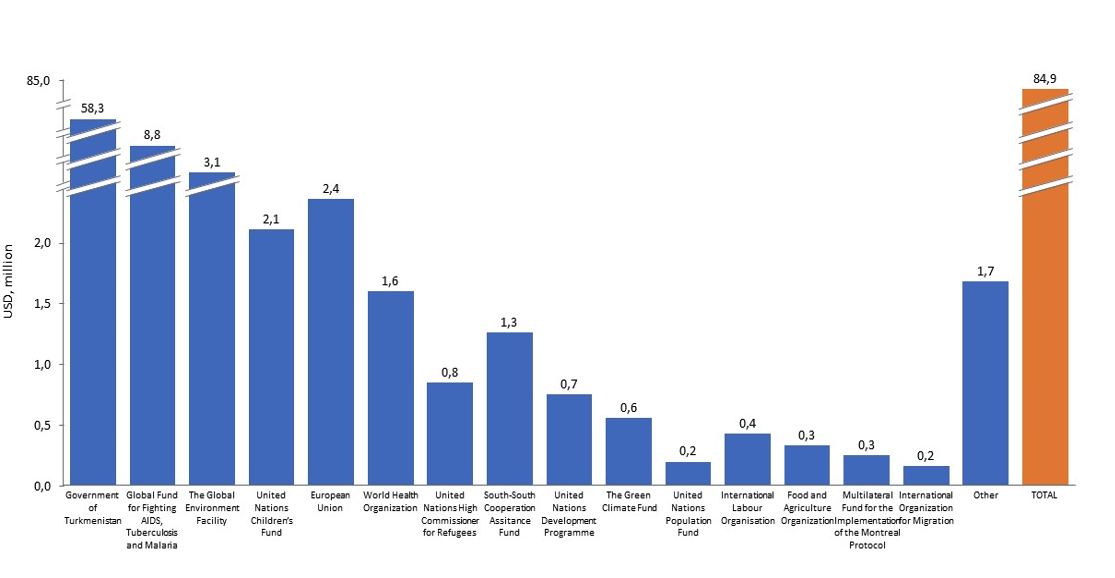 85,0
58,3
8,8
3,1
2,1
2,4
1,6
0,8
1,3
0,7
0,6
0,2
0,4
0,3
0,3
0,2
1,7
84,9
2,0
1,5
1,0
0,5
0,0
USD, million
Government
of
Turkmenistan
Global Fund
for Fighting
AIDS,
Tuberculosis
and Malaria
The Global
Environment
Facility
United
Nations
Children's
Fund
European
Union
World Health
Organization
United
Nations High
Commissioner
for Refugees
South-South
Cooperation
Assitance
Fund
United
Nations
Development
Programme
The Green
Climate Fund
United
Nations
Population
Fund
International
Labour
Organisation
Food and
Agriculture
Organization
Multilateral
Fund for the
Implementation
of the Montreal
Protocol
International
Organization
for Migration
Other
TOTAL